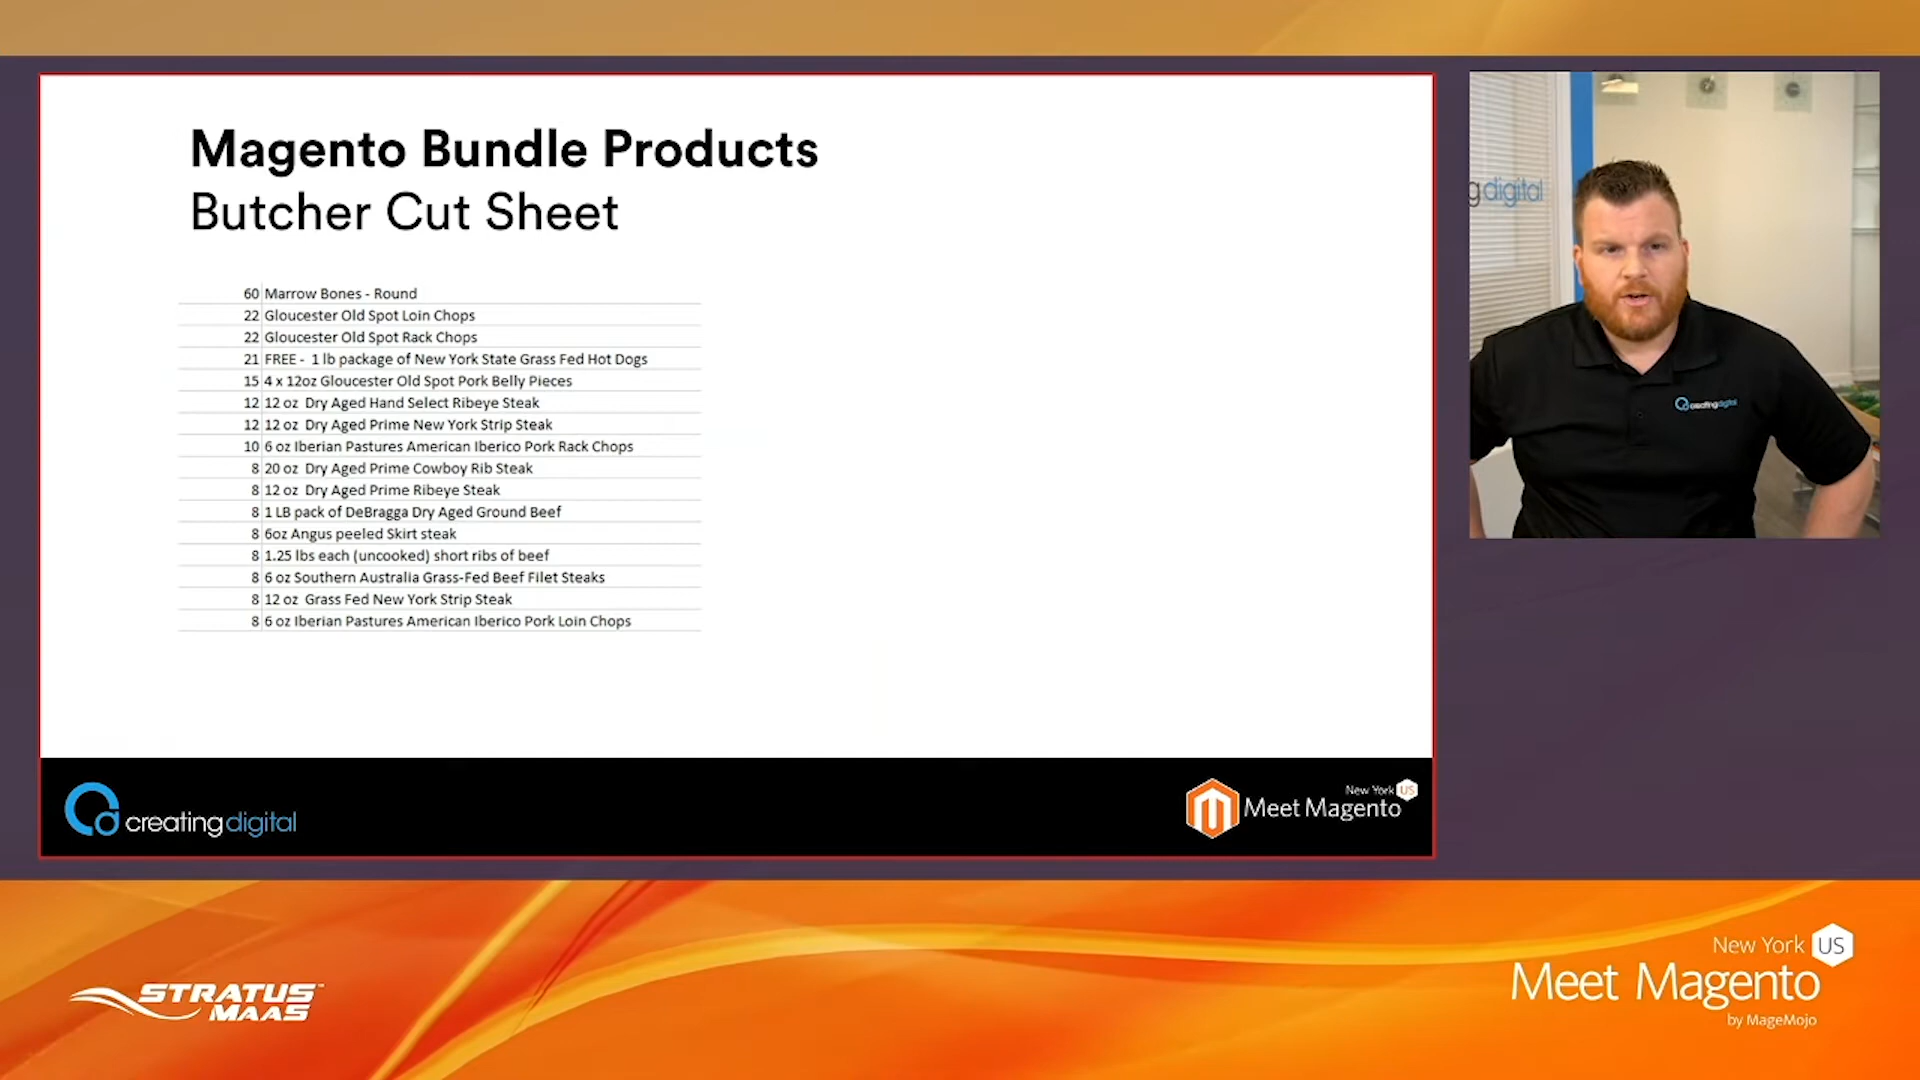 Magento Bundle Products
Butcher Cut Sheet
60 Marrow Bones - Round
22 Gloucester Old Spot Loin Chops
22 Gloucester Old Spot Rack Chops
21 FREE - 1 lb package of New York State Grass Fed Hot Dogs
15 4 x 12oz Gloucester Old Spot Pork Belly Pieces
12 12 oz Dry Aged Hand Select Ribeye Steak
12 12 oz Dry Aged Prime New York Strip Steak
10 6 oz Iberian Pastures American Iberico Pork Rack Chops
8 20 oz Dry Aged Prime Cowboy Rib Steak
8 12 oz Dry Aged Prime Ribeye Steak
8 1 LB pack of DeBragga Dry Aged Ground Beef
8 6oz Angus peeled Skirt steak
8 1.25 lbs each (uncooked) short ribs of beef
8 6 oz Southern Australia Grass-Fed Beef Filet Steaks
8 12 oz Grass Fed New York Strip Steak
8 6 oz Iberian Pastures American Iberico Pork Loin Chops
creatingdigital
New York US
Meet Magento
g digital
creatingdigital
STRATUS™
MAAS
New York US
Meet Magento
by MageMojo